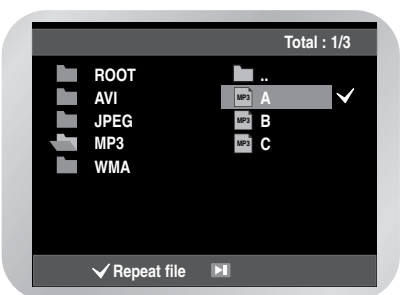 Total : 1/3
ROOT
AVI
JPEG
MP3
WMA
..
MP3 A
MP3 B
MP3 C
Repeat file